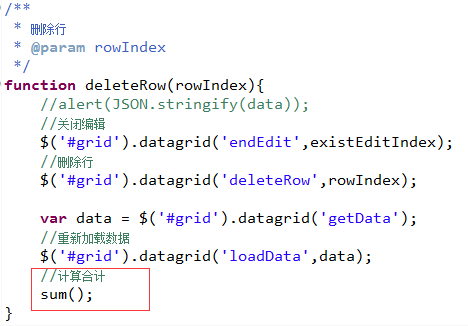 /**
 * 删除行
 * @param rowIndex
 */
function deleteRow(rowIndex){
    //alert(JSON.stringify(data));
    //关闭编辑
    $('#grid').datagrid('endEdit',existEditIndex);
    //删除行
    $('#grid').datagrid('deleteRow',rowIndex);

    var data = $('#grid').datagrid('getData');
    //重新加载数据
    $('#grid').datagrid('loadData',data);
    //计算合计
    sum();
}